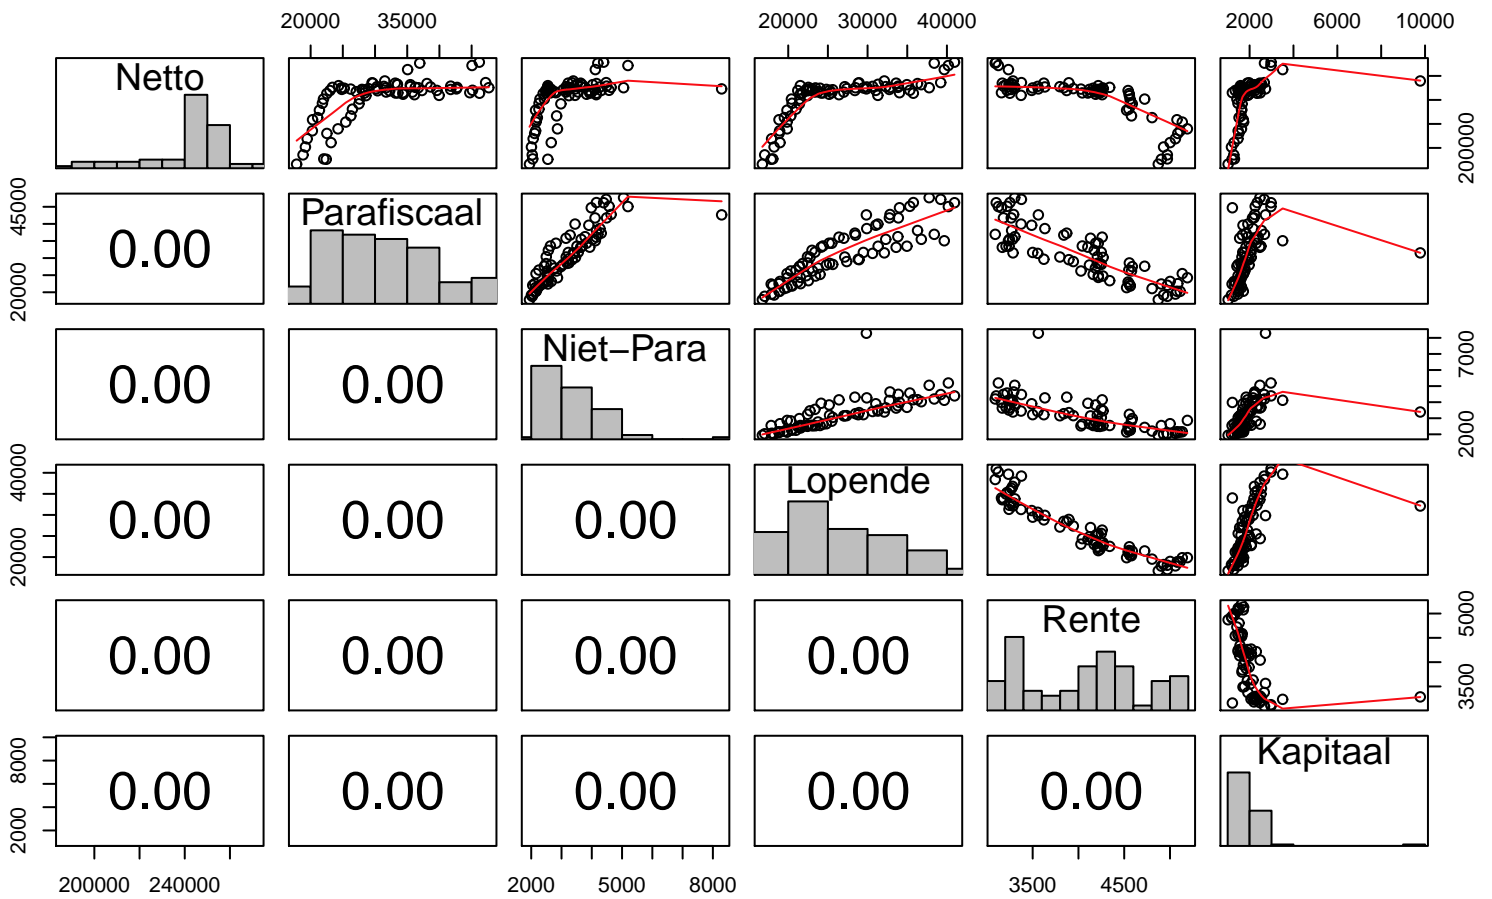 20000 35000 20000 30000 40000 2000 6000 10000
Netto
200000
Parafiscaal
20000 45000
0.00
Niet−Para
2000 7000
0.00 0.00
Lopende
20000 40000
0.00 0.00 0.00
Rente
3500 5000
0.00 0.00 0.00 0.00
Kapitaal
2000 8000
0.00 0.00 0.00 0.00 0.00
200000 240000 2000 5000 8000 3500 4500